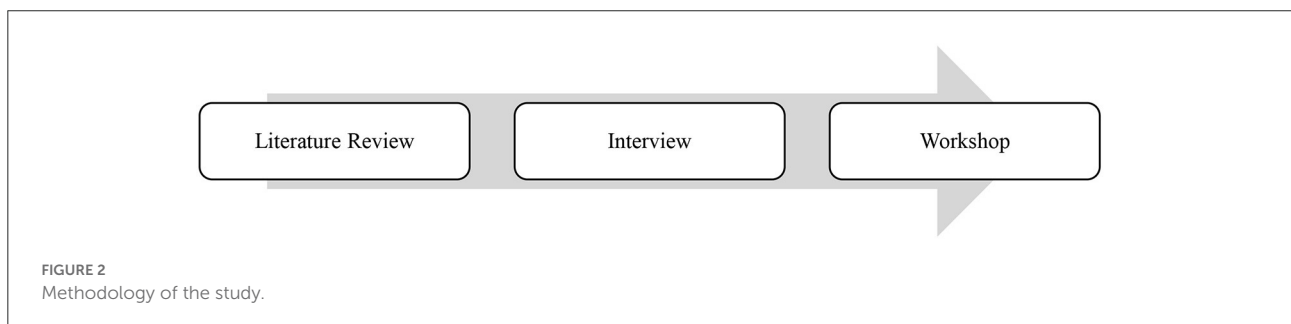 Literature Review
Interview
Workshop
FIGURE 2
Methodology of the study.